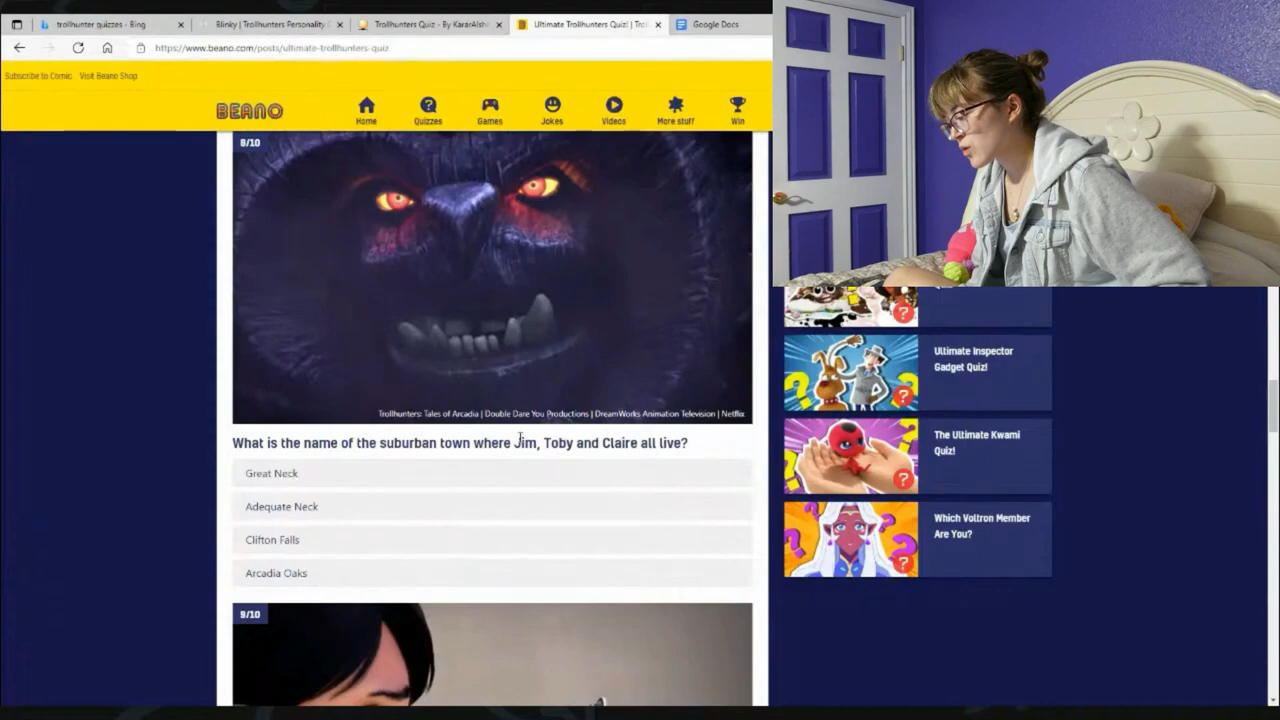 trollhunter quizzes - Bing
Blinky | Trollhunters Personality
Trollhunters Quiz - By KararAlsh
Ultimate Trollhunters Quiz! | Trol
Google Docs
https://www.beano.com/posts/ultimate-trollhunters-quiz
Subscribe to Comic Visit Beano Shop
BEANO
Home
Quizzes
Games
Jokes
Videos
More stuff
Win
8/10
Trollhunters: Tales of Arcadia | Double Dare You Productions | DreamWorks Animation Television | Netflix
What is the name of the suburban town where Jim, Toby and Claire all live?
Great Neck
Adequate Neck
Clifton Falls
Arcadia Oaks
9/10
Ultimate Inspector
Gadget Quiz!
The Ultimate Kwami
Quiz!
Which Voltron Member
Are You?